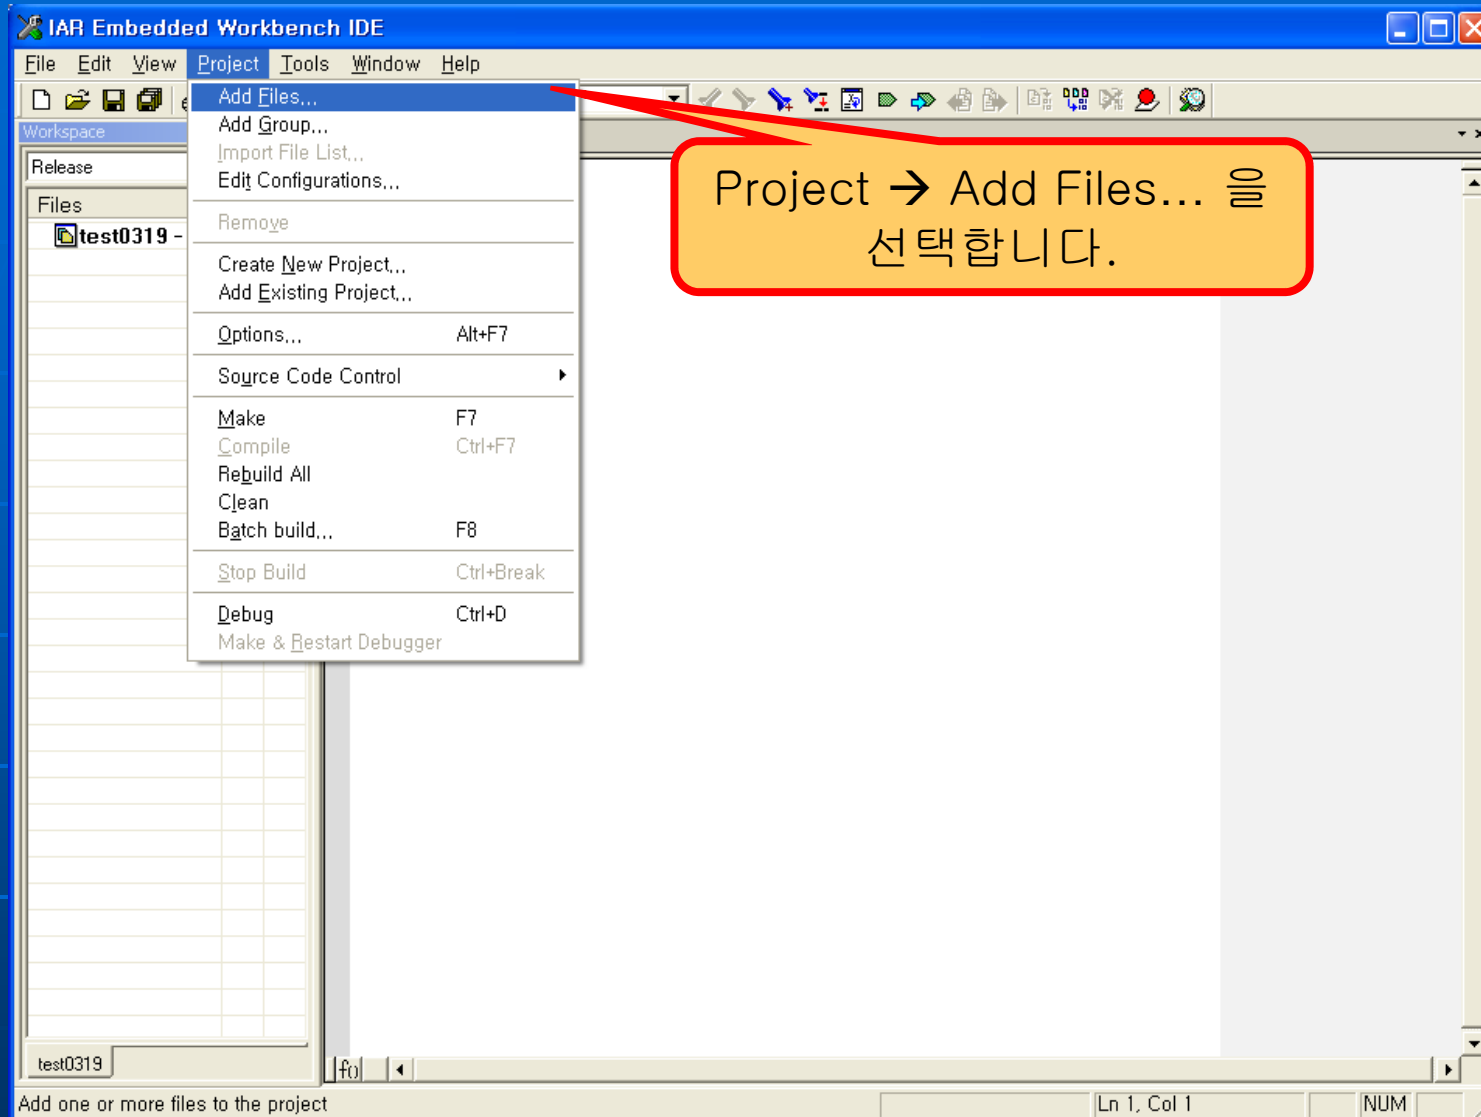 IAR Embedded Workbench IDE
File Edit View Project Tools Window Help
Workspace
Release
Files
test0319 -
Add Files...
Add Group...
Import File List...
Edit Configurations...
Remove
Create New Project...
Add Existing Project...
Options... Alt+F7
Source Code Control
Make F7
Compile Ctrl+F7
Rebuild All
Clean
Batch build... F8
Stop Build Ctrl+Break
Debug Ctrl+D
Make & Restart Debugger
Project → Add Files... 을
선택합니다.
test0319
f()
Add one or more files to the project Ln 1, Col 1 NUM